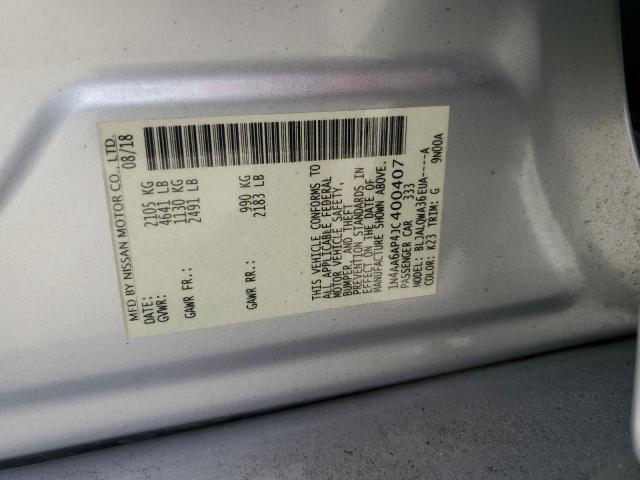 MFD BY NISSAN MOTOR CO., LTD.
DATE: 08/18
GVWR: 2105 KG
4641 LB
GAWR FR.: 1130 KG
2491 LB
GAWR RR.: 990 KG
2183 LB
THIS VEHICLE CONFORMS TO
ALL APPLICABLE FEDERAL
MOTOR VEHICLE SAFETY,
BUMPER, AND THEFT
PREVENTION STANDARDS IN
EFFECT ON THE DATE OF
MANUFACTURE SHOWN ABOVE.
1N4AA6AP4JC400407
PASSENGER CAR 333
MODEL: BLJALQWA36EUA----A
COLOR: K23 TRIM: G 9N00A